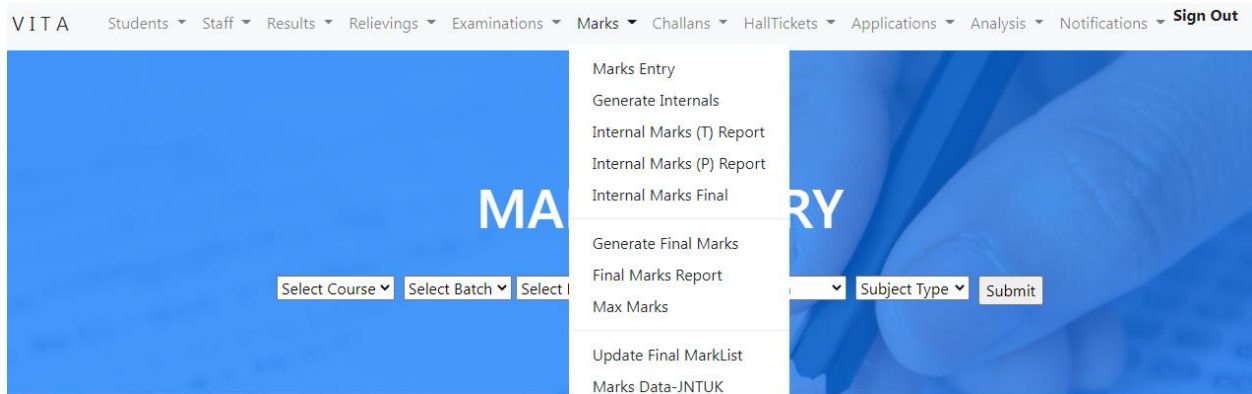 VITA Students Staff Results Relievings Examinations Marks Challans HallTickets Applications Analysis Notifications Sign Out
Marks Entry
Generate Internals
Internal Marks (T) Report
Internal Marks (P) Report
Internal Marks Final
MA RY
Generate Final Marks
Final Marks Report
Select Course Select Batch Select Subject Type Submit
Max Marks
Update Final MarkList
Marks Data-JNTUK